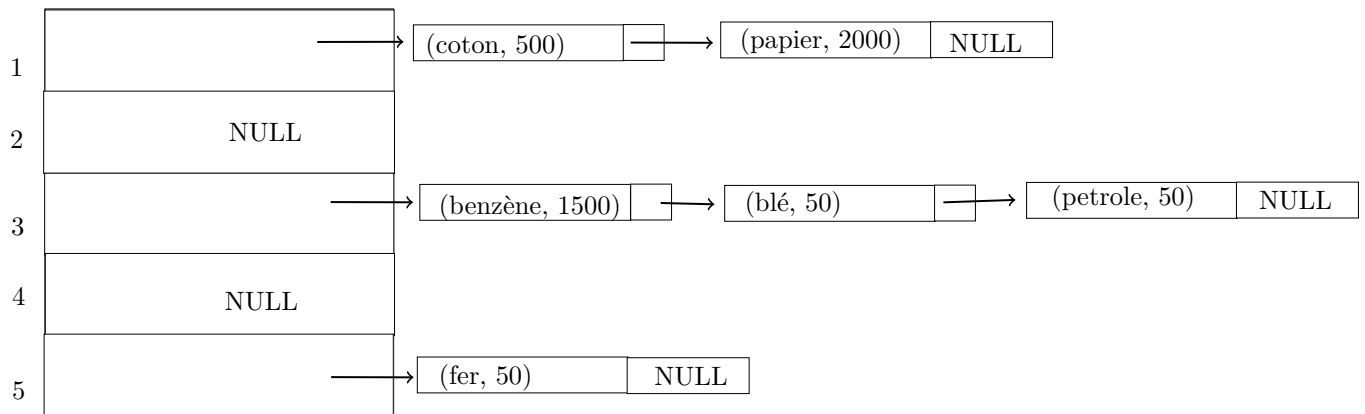 1 (coton, 500) (papier, 2000) NULL
2 NULL
3 (benzène, 1500) (blé, 50) (petrole, 50) NULL
4 NULL
5 (fer, 50) NULL